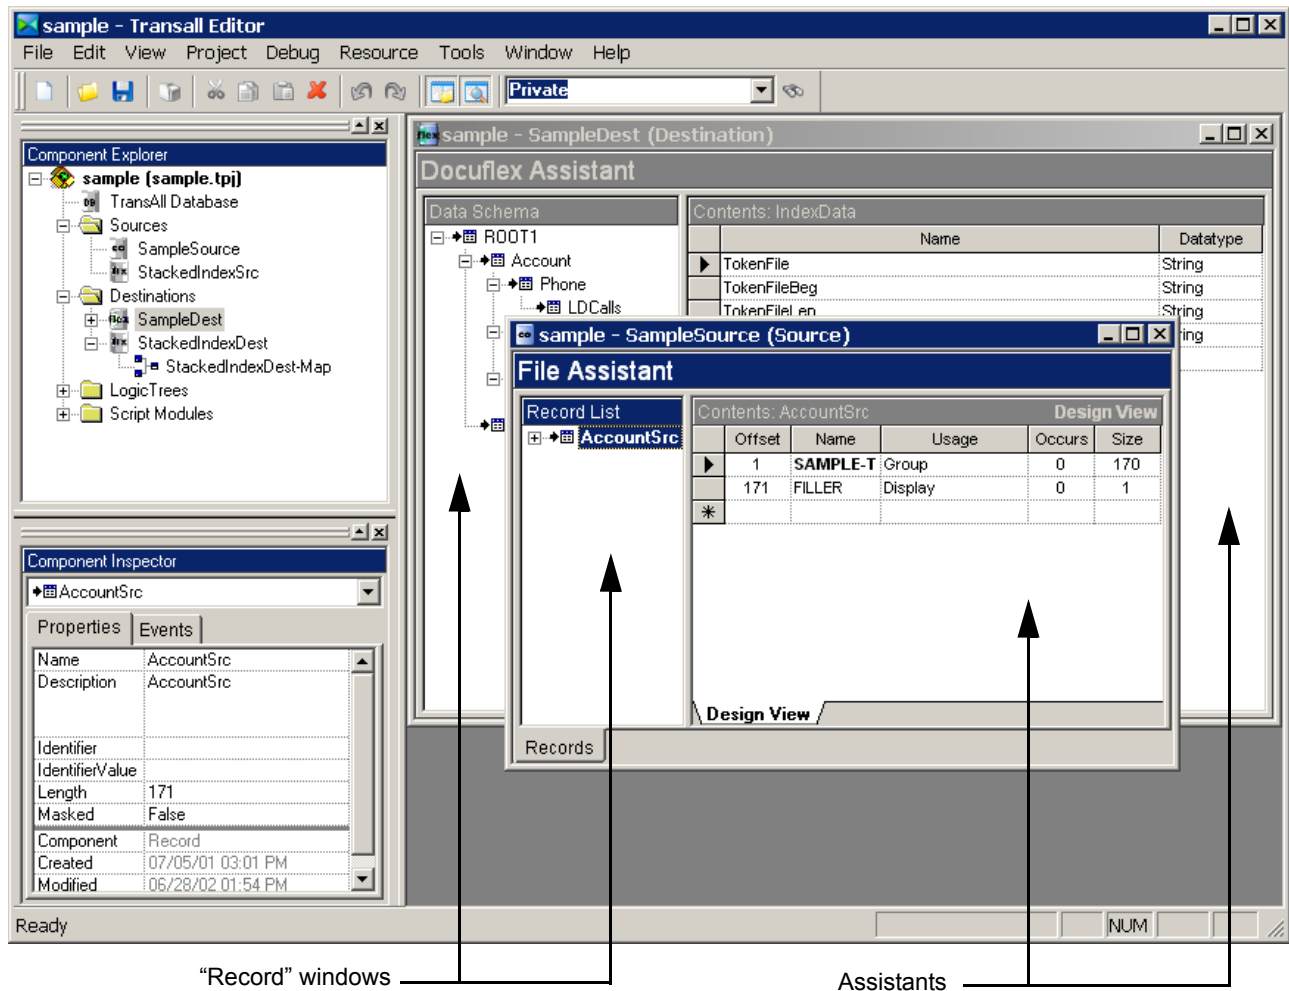 sample - Transall Editor
File Edit View Project Debug Resource Tools Window Help
Private
Component Explorer
sample (sample.tpj)
DB TransAll Database
Sources
SampleSource
StackedIndexSrc
Destinations
SampleDest
StackedIndexDest
StackedIndexDest-Map
LogicTrees
Script Modules
Component Inspector
AccountSrc
Properties Events
Name AccountSrc
Description AccountSrc
Identifier
IdentifierValue
Length 171
Masked False
Component Record
Created 07/05/01 03:01 PM
Modified 06/28/02 01:54 PM
sample - SampleDest (Destination)
Docuflex Assistant
Data Schema
ROOT1
Account
Phone
LDCalls
Contents: IndexData
Name Datatype
TokenFile String
TokenFileBeg String
TokenFileLen String
ring
sample - SampleSource (Source)
File Assistant
Record List
AccountSrc
Contents: AccountSrc Design View
Offset Name Usage Occurs Size
1 SAMPLE-T Group 0 170
171 FILLER Display 0 1
Design View
Records
Ready
NUM
“Record” windows
Assistants